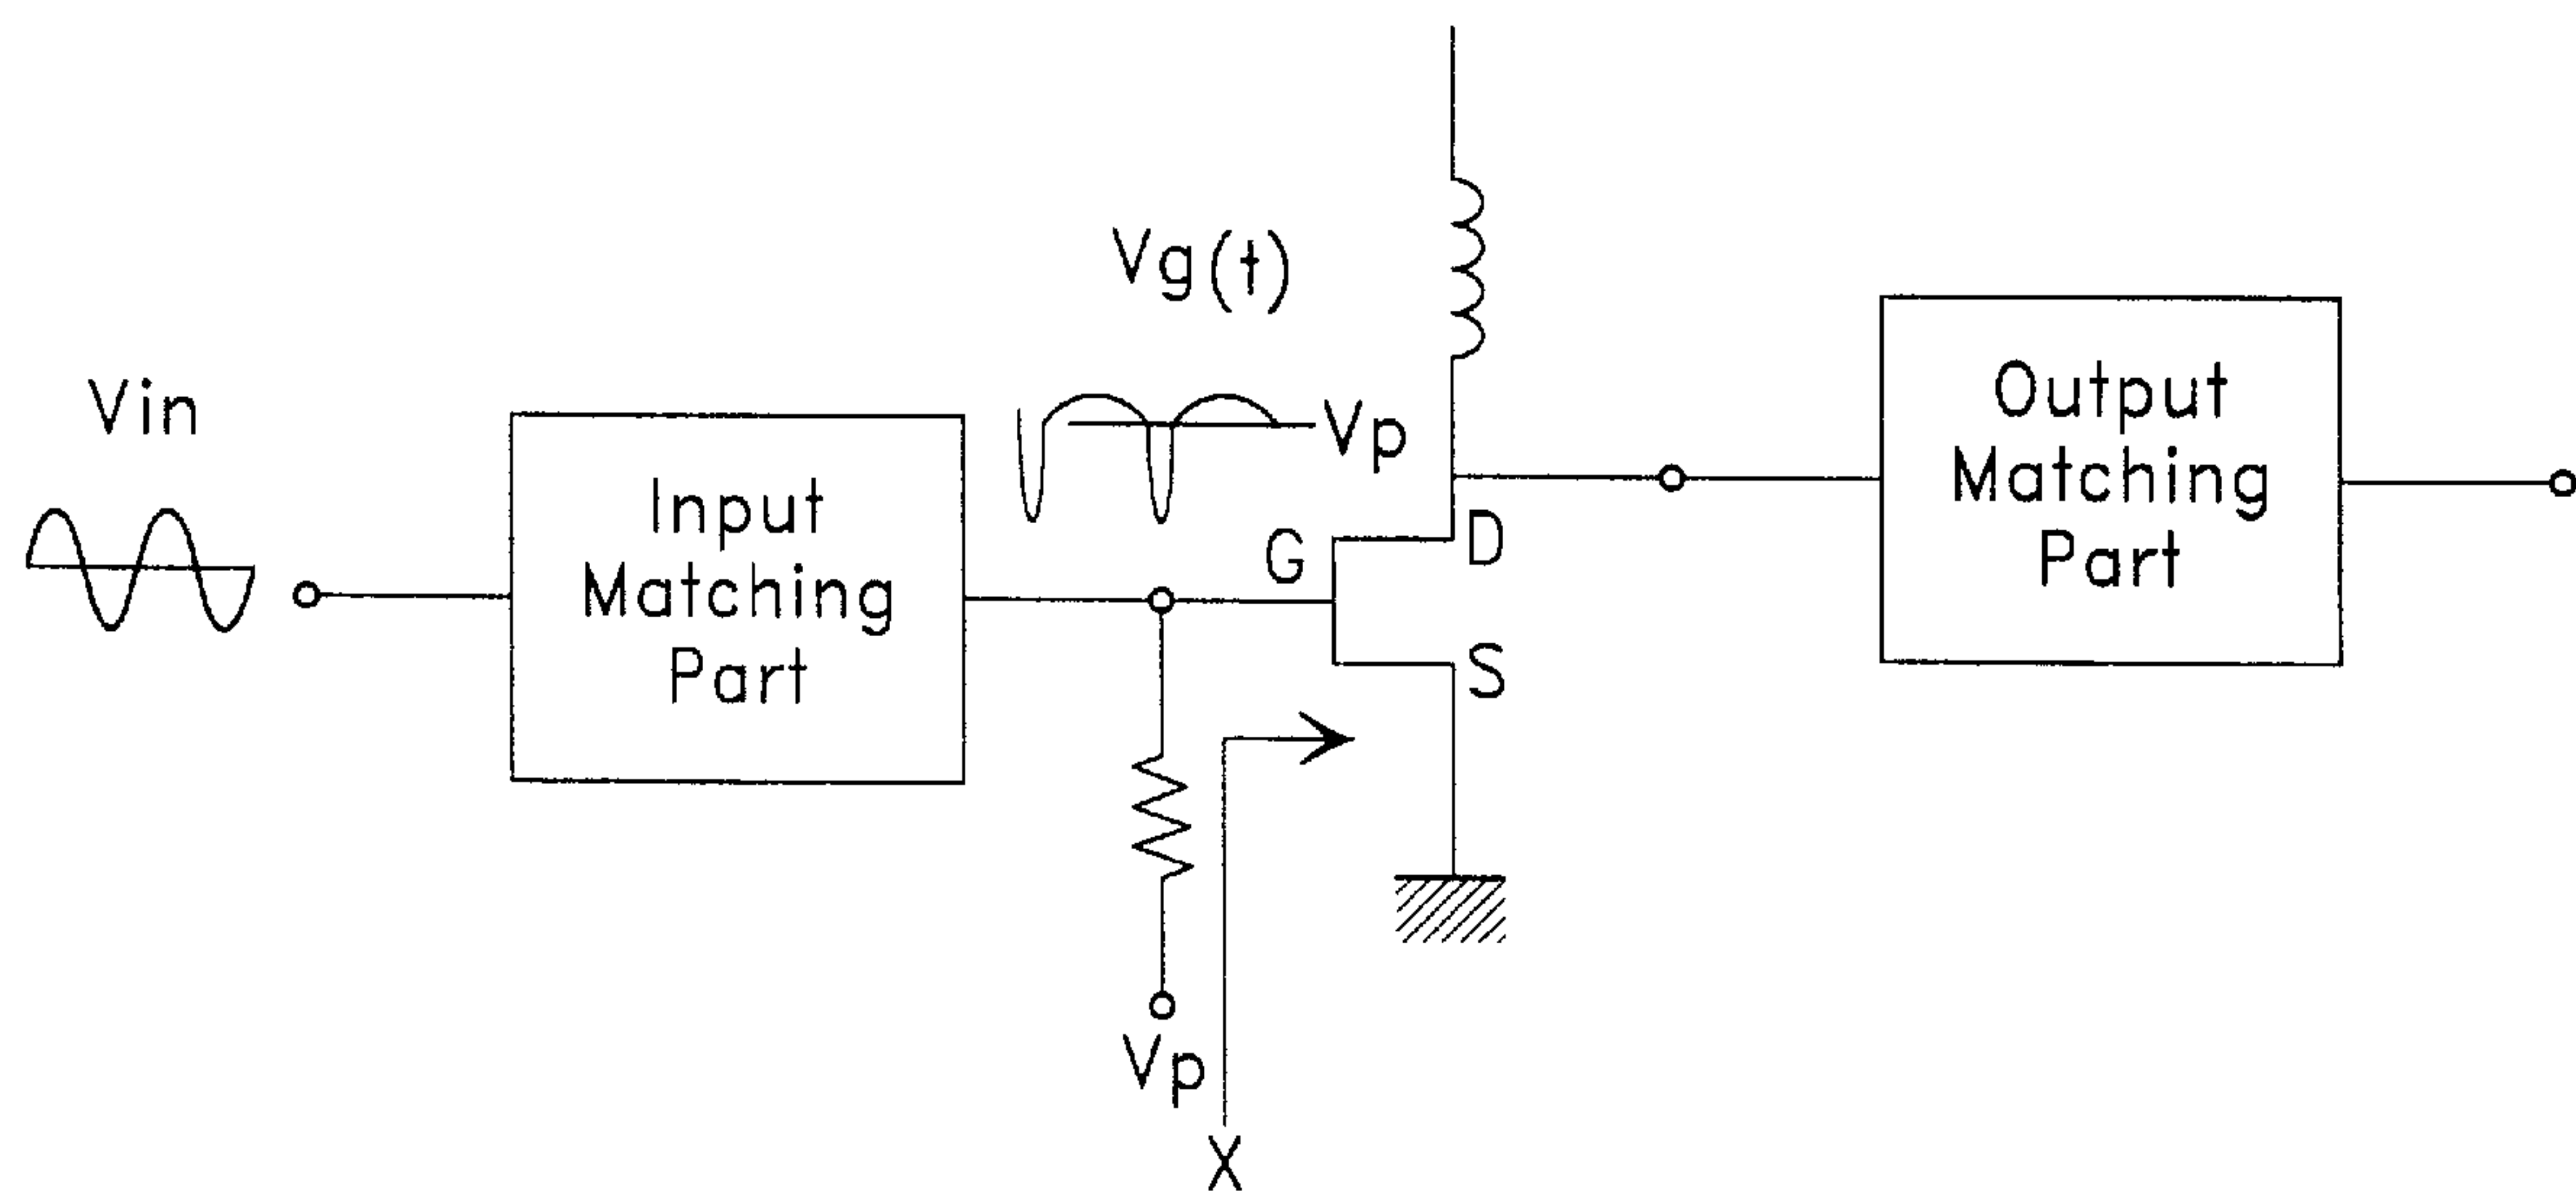 Vg(t)
Vin
Vp
Input
Matching
Part
Output
Matching
Part
G
D
S
Vp
X